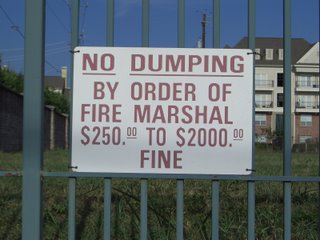 NO DUMPING
BY ORDER OF
FIRE MARSHAL
$250.00 TO $2000.00
FINE